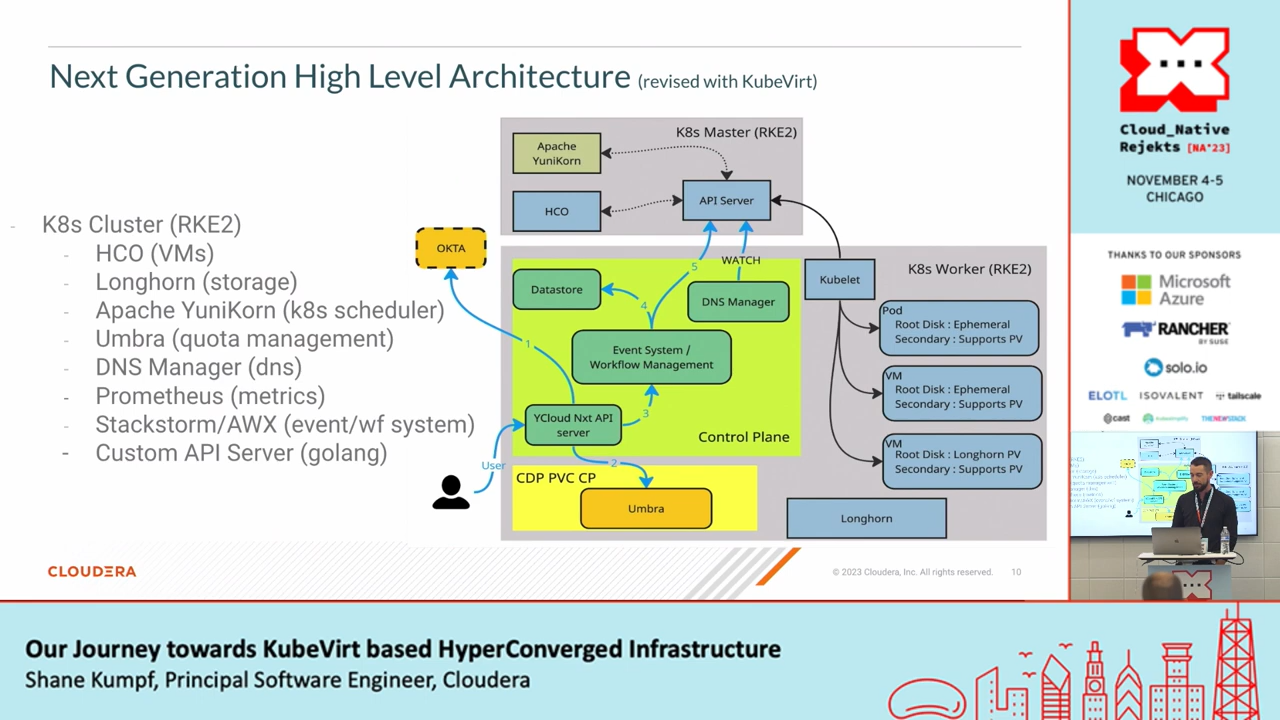 Next Generation High Level Architecture (revised with KubeVirt)
- K8s Cluster (RKE2)
- HCO (VMs)
- Longhorn (storage)
- Apache YuniKorn (k8s scheduler)
- Umbra (quota management)
- DNS Manager (dns)
- Prometheus (metrics)
- Stackstorm/AWX (event/wf system)
- Custom API Server (golang)
K8s Master (RKE2)
Apache
YuniKorn
HCO
API Server
OKTA
5
WATCH
K8s Worker (RKE2)
Kubelet
Datastore
4
DNS Manager
Event System /
Workflow Management
1
3
YCloud Nxt API
server
Control Plane
User
2
CDP PVC CP
Umbra
Pod
Root Disk : Ephemeral
Secondary : Supports PV
VM
Root Disk : Ephemeral
Secondary : Supports PV
VM
Root Disk : Longhorn PV
Secondary : Supports PV
Longhorn
CLOUDERA
© 2023 Cloudera, Inc. All rights reserved.
10
Cloud_Native
Rejekts [NA'23]
NOVEMBER 4-5
CHICAGO
THANKS TO OUR SPONSORS
Microsoft
Azure
RANCHER
BY SUSE
solo.io
ELOTL
ISOVALENT
tailscale
cast
kubesimplify
THENEWSTACK
Our Journey towards KubeVirt based HyperConverged Infrastructure
Shane Kumpf, Principal Software Engineer, Cloudera